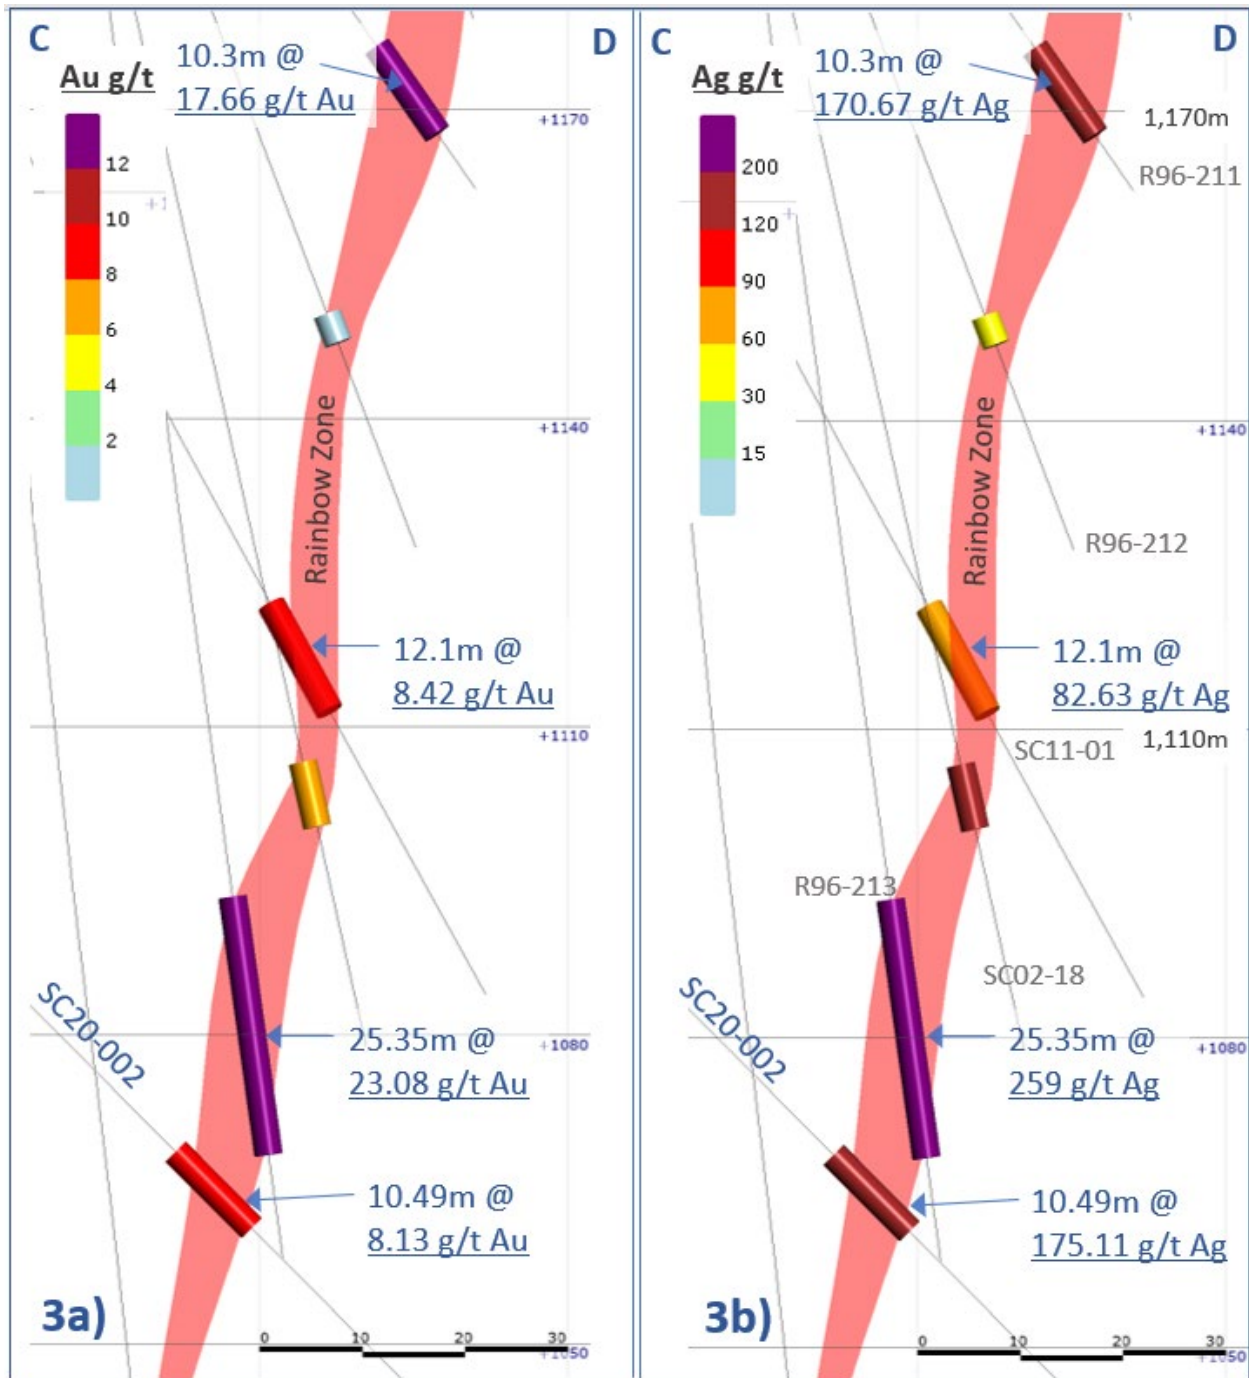 C
D
Au g/t
12
10
8
6
4
2
10.3m @
17.66 g/t Au
+1170
+1140
Rainbow Zone
12.1m @
8.42 g/t Au
+1110
SC20-002
25.35m @
23.08 g/t Au
+1080
10.49m @
8.13 g/t Au
3a)
0 10 20 30
+1050
C
D
Ag g/t
200
120
90
60
30
15
10.3m @
170.67 g/t Ag
1,170m
R96-211
+1140
Rainbow Zone
R96-212
12.1m @
82.63 g/t Ag
SC11-01
1,110m
R96-213
SC02-18
SC20-002
25.35m @
259 g/t Ag
+1080
10.49m @
175.11 g/t Ag
3b)
0 10 20 30
+1050